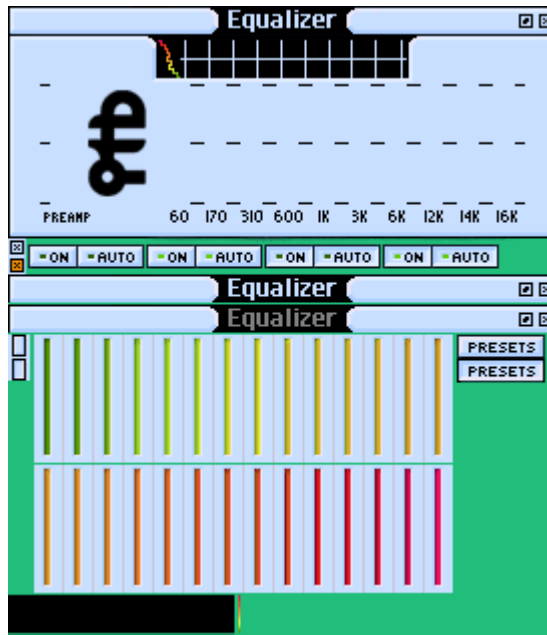 Equalizer
PREAMP 60 170 310 600 1K 3K 6K 12K 14K 16K
ON AUTO ON AUTO ON AUTO ON AUTO
Equalizer
Equalizer
PRESETS
PRESETS